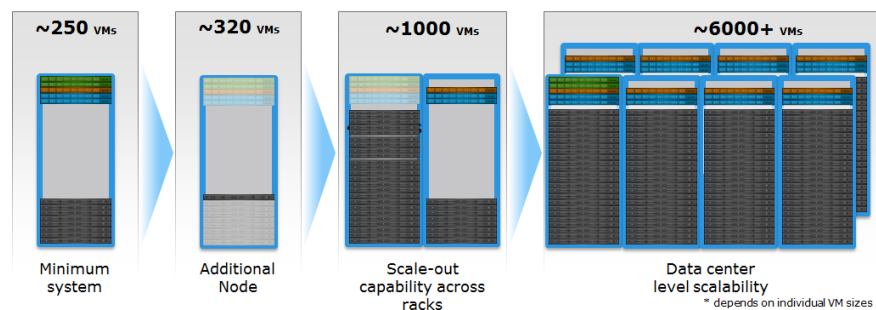 ~250 VMs
~320 VMs
~1000 VMs
~6000+ VMs
Minimum
system
Additional
Node
Scale-out
capability across
racks
Data center
level scalability
* depends on individual VM sizes